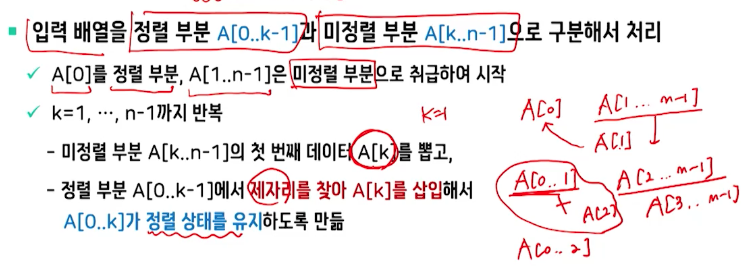 ▪ 입력 배열을 정렬 부분 A[0..k-1]과 미정렬 부분 A[k..n-1]으로 구분해서 처리
✓ A[0]를 정렬 부분, A[1..n-1]은 미정렬 부분으로 취급하여 시작
✓ k=1, …, n-1까지 반복
- 미정렬 부분 A[k..n-1]의 첫 번째 데이터 A[k]를 뽑고,
- 정렬 부분 A[0..k-1]에서 제자리를 찾아 A[k]를 삽입해서
A[0..k]가 정렬 상태를 유지하도록 만듦
k=1
A[0] A[1 ... n-1]
A[1]
A[0..1] A[2 ... n-1]
+ A[2] A[3.. n-1]
A[0..2]